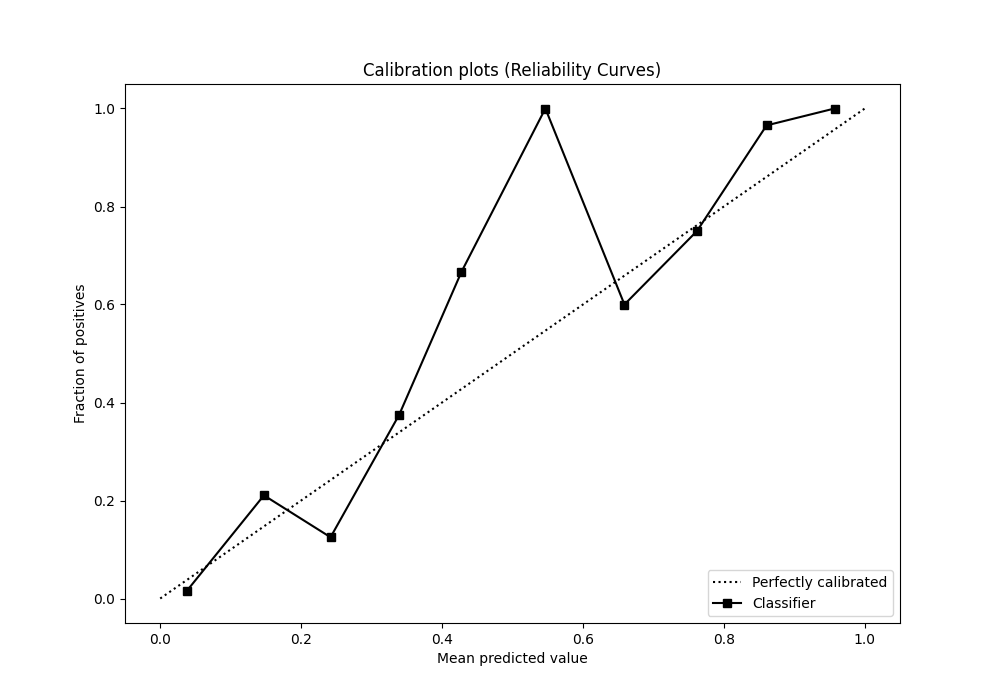 Calibration plots (Reliability Curves)
1.0
0.8
0.6
0.4
0.2
0.0
Fraction of positives
0.0 0.2 0.4 0.6 0.8 1.0
Mean predicted value
Perfectly calibrated
Classifier